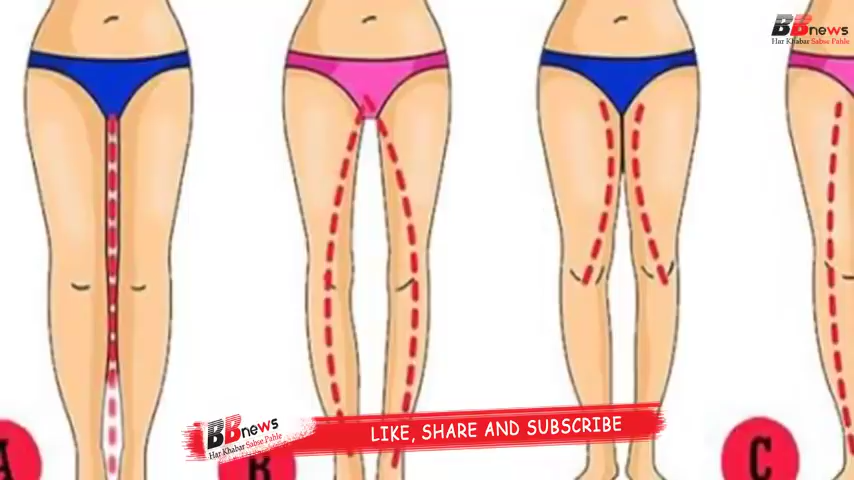 BBnews
Har Khabar Sabse Pahle
BBnews
Har Khabar Sabse Pahle
LIKE, SHARE AND SUBSCRIBE
A
B
C